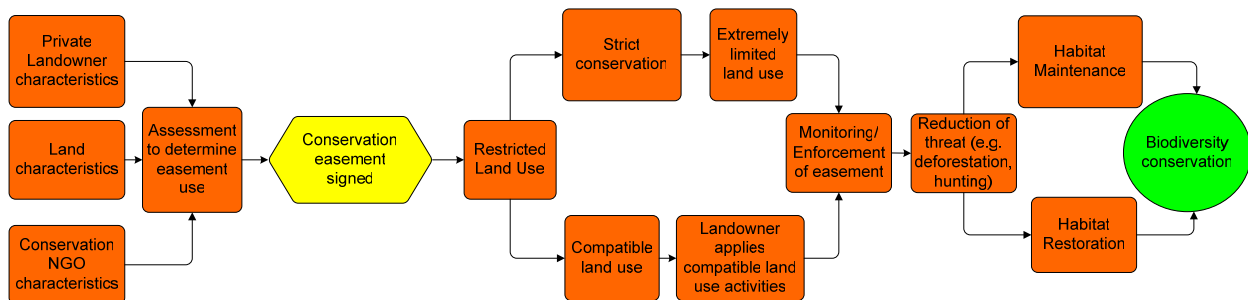 Private
Landowner
characteristics
Land
characteristics
Conservation
NGO
characteristics
Assessment
to determine
easement
use
Conservation
easement
signed
Restricted
Land Use
Strict
conservation
Extremely
limited
land use
Compatible
land use
Landowner
applies
compatible land
use activities
Monitoring/
Enforcement
of easement
Reduction of
threat (e.g.
deforestation,
hunting)
Habitat
Maintenance
Habitat
Restoration
Biodiversity
conservation